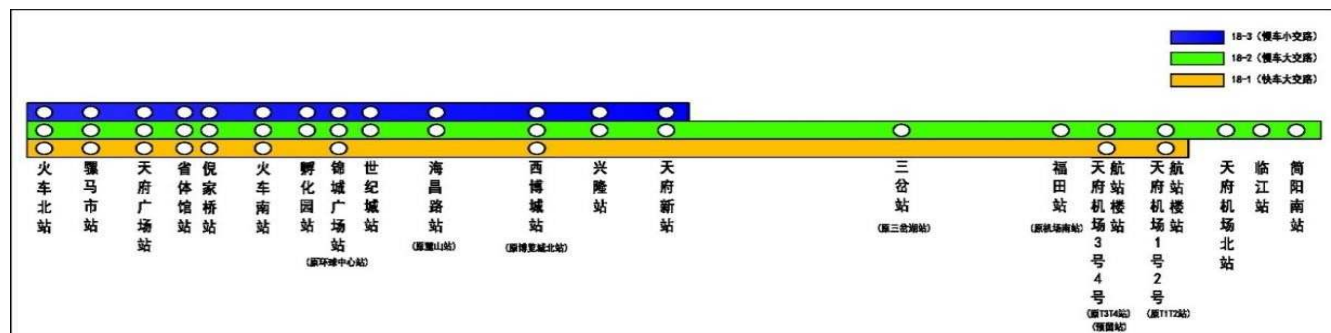 18-3（慢车小交路）
18-2（慢车大交路）
18-1（快车大交路）
火车北站
骡马市站
天府广场站
省体馆站
倪家桥站
火车南站
孵化园站
锦城广场站
(原环球中心站)
世纪城站
海昌路站
(原麓山站)
西博城站
(原博览城北站)
兴隆站
天府新站
三岔站
(原三岔湖站)
福田站
(原机场南站)
天府机场3号4号
航站楼站
(原T3T4站)
(预留站)
天府机场1号2号
航站楼站
(原T1T2站)
天府机场北站
临江站
简阳南站